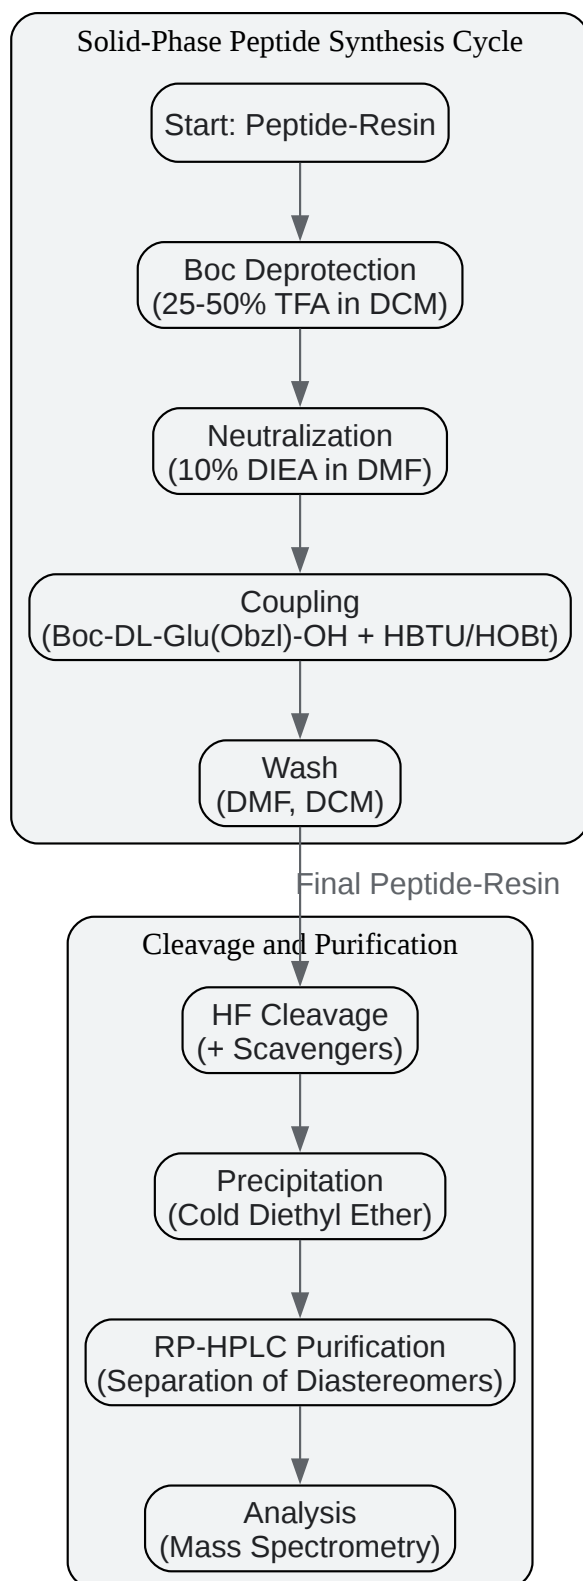 Solid-Phase Peptide Synthesis Cycle
Start: Peptide-Resin
Boc Deprotection
(25-50% TFA in DCM)
Neutralization
(10% DIEA in DMF)
Coupling
(Boc-DL-Glu(Obzl)-OH + HBTU/HOBt)
Wash
(DMF, DCM)
Final Peptide-Resin
Cleavage and Purification
HF Cleavage
(+ Scavengers)
Precipitation
(Cold Diethyl Ether)
RP-HPLC Purification
(Separation of Diastereomers)
Analysis
(Mass Spectrometry)